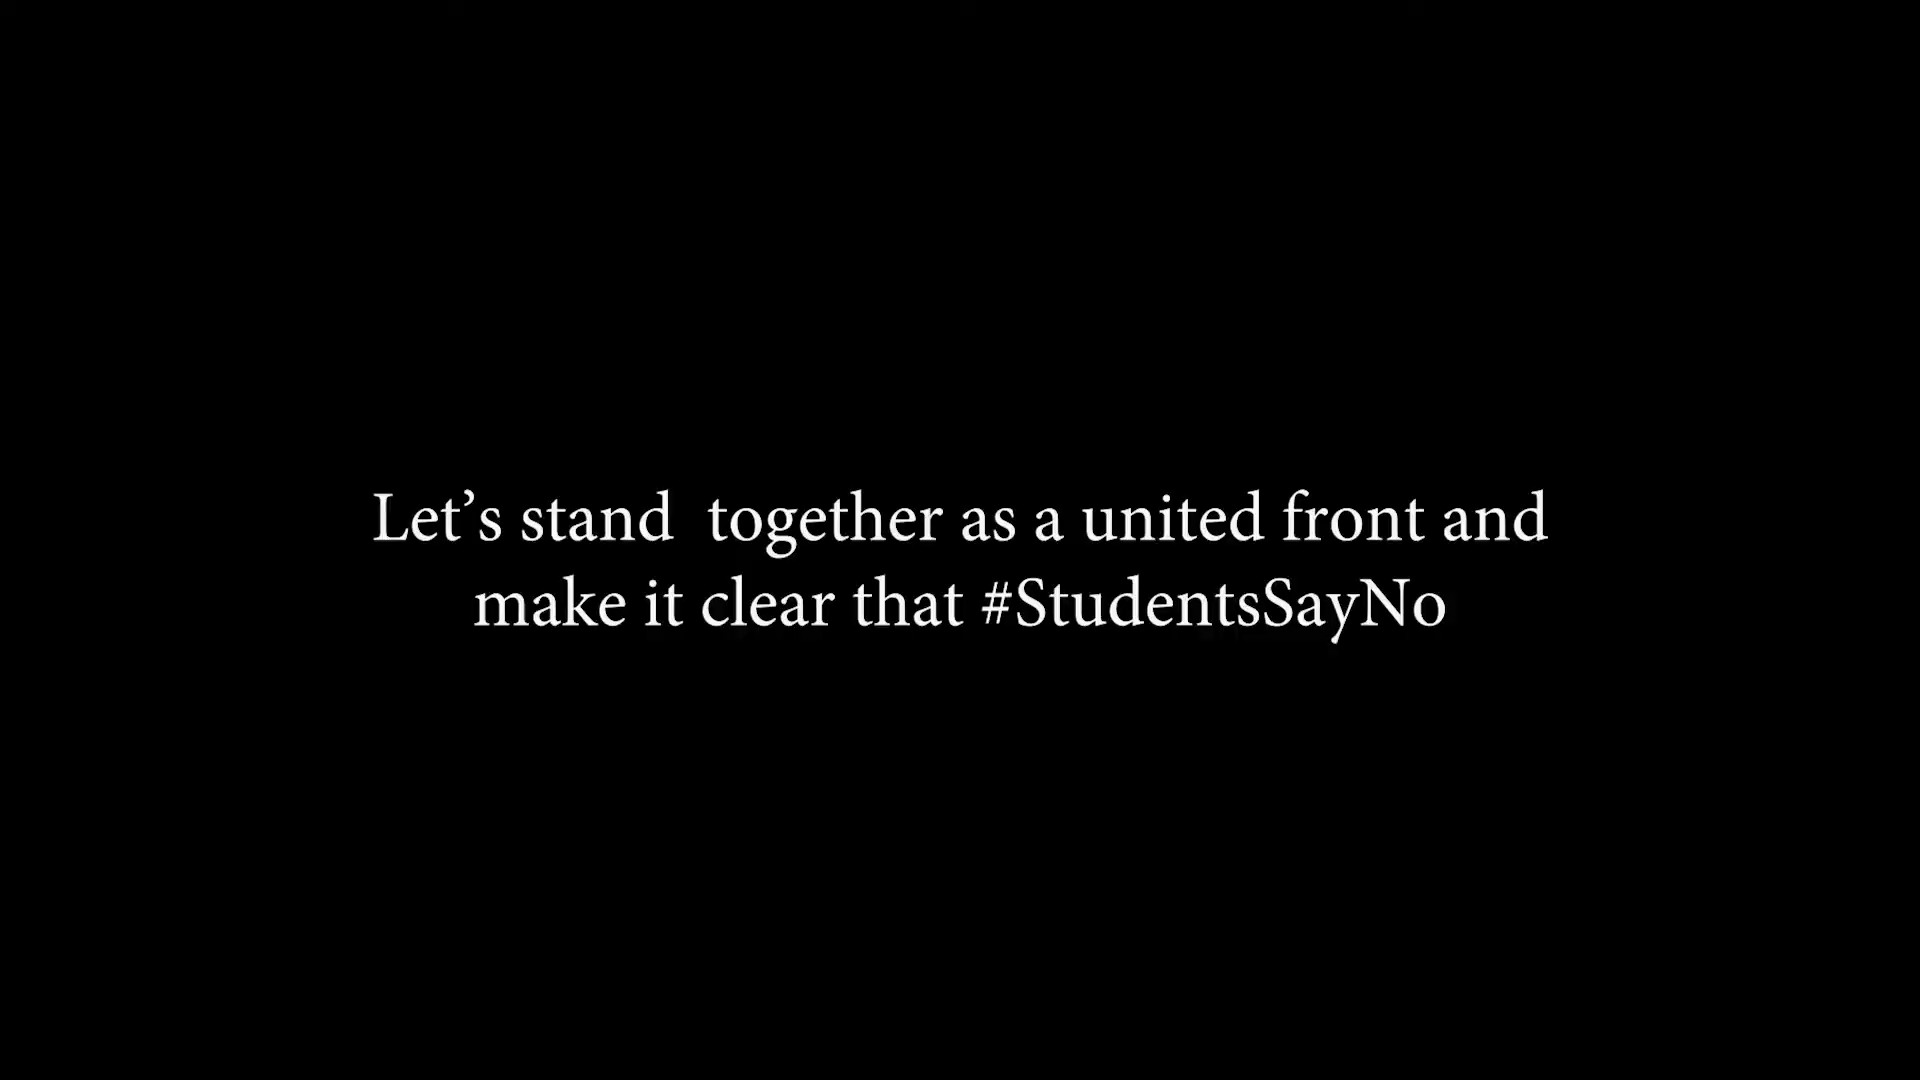 Let’s stand  together as a united front and
make it clear that #StudentsSayNo